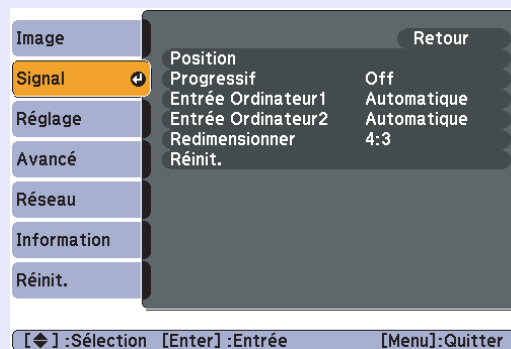 Image
Signal
Réglage
Avancé
Réseau
Information
Réinit.
Retour
Position
Progressif Off
Entrée Ordinateur1 Automatique
Entrée Ordinateur2 Automatique
Redimensionner 4:3
Réinit.
[◆] :Sélection [Enter] :Entrée [Menu]:Quitter